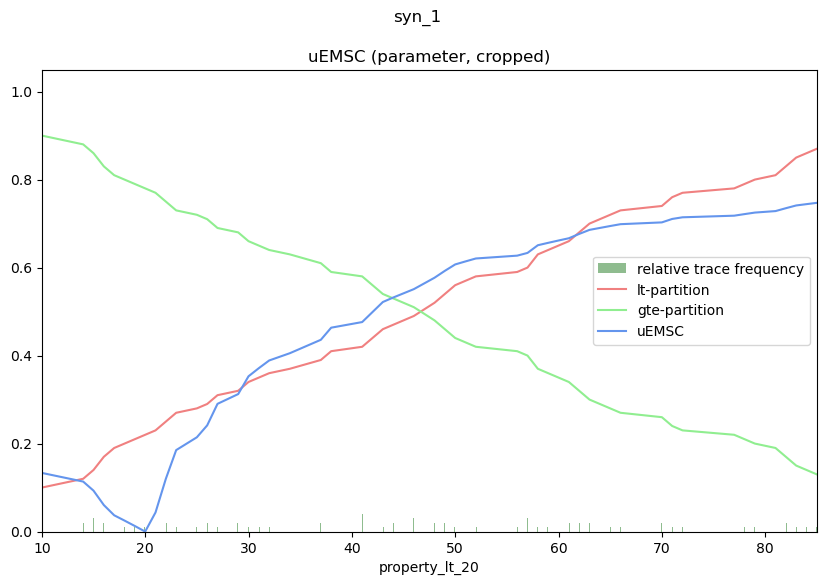 syn_1
uEMSC (parameter, cropped)
1.0
0.8
0.6
0.4
0.2
0.0
relative trace frequency
lt-partition
gte-partition
uEMSC
10 20 30 40 50 60 70 80
property_lt_20